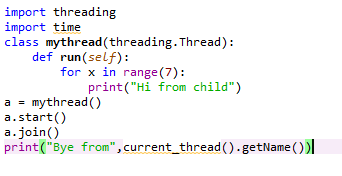 import threading
import time
class mythread(threading.Thread):
    def run(self):
        for x in range(7):
            print("Hi from child")
a = mythread()
a.start()
a.join()
print("Bye from",current_thread().getName())